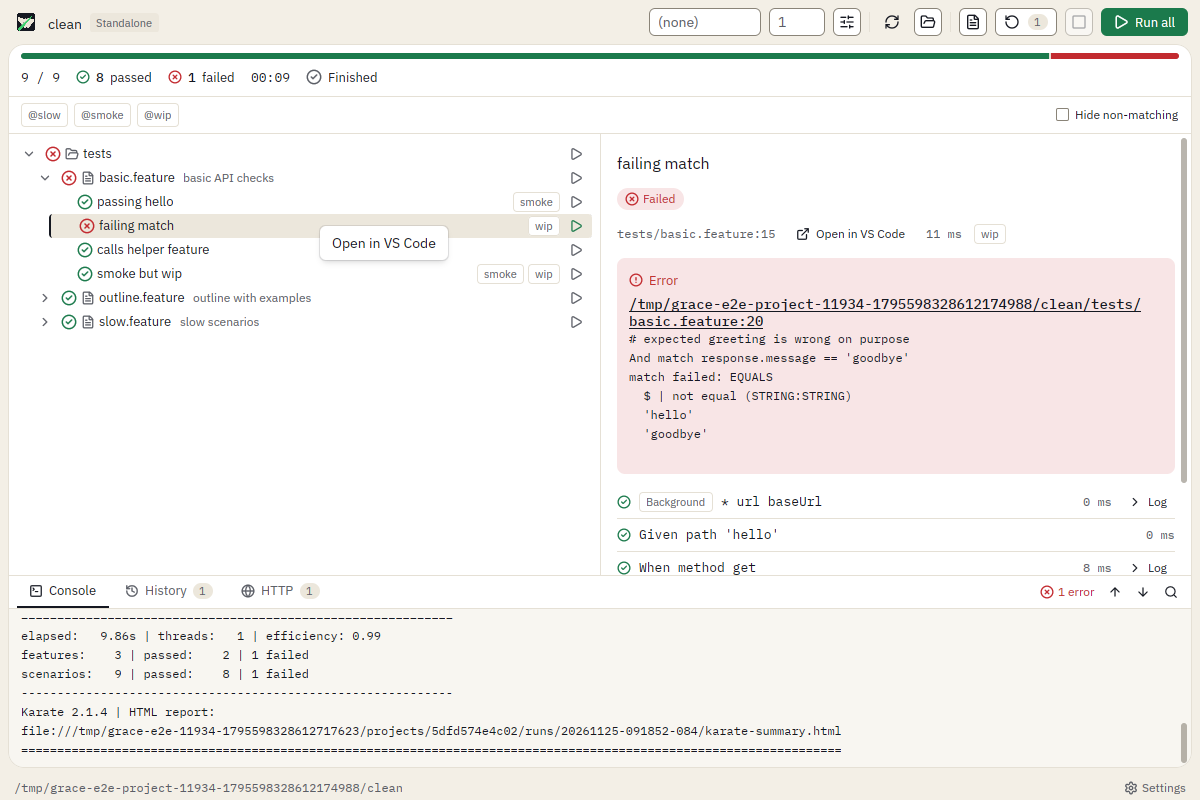 clean Standalone (none) 1 1 Run all
9 / 9 8 passed 1 failed 00:09 Finished
@slow @smoke @wip Hide non-matching
tests
basic.feature basic API checks
passing hello smoke
failing match wip
Open in VS Code
calls helper feature
smoke but wip smoke wip
outline.feature outline with examples
slow.feature slow scenarios
failing match
Failed
tests/basic.feature:15 Open in VS Code 11 ms wip
Error
/tmp/grace-e2e-project-11934-1795598328612174988/clean/tests/
basic.feature:20
# expected greeting is wrong on purpose
And match response.message == 'goodbye'
match failed: EQUALS
$ | not equal (STRING:STRING)
'hello'
'goodbye'
Background * url baseUrl 0 ms Log
Given path 'hello' 0 ms
When method get 8 ms Log
Console History 1 HTTP 1 1 error
------------------------------------------------------------
elapsed: 9.86s | threads: 1 | efficiency: 0.99
features: 3 | passed: 2 | 1 failed
scenarios: 9 | passed: 8 | 1 failed
------------------------------------------------------------
Karate 2.1.4 | HTML report:
file:///tmp/grace-e2e-11934-1795598328612717623/projects/5dfd574e4c02/runs/20261125-091852-084/karate-summary.html
===================================================================================================================
/tmp/grace-e2e-project-11934-1795598328612174988/clean Settings